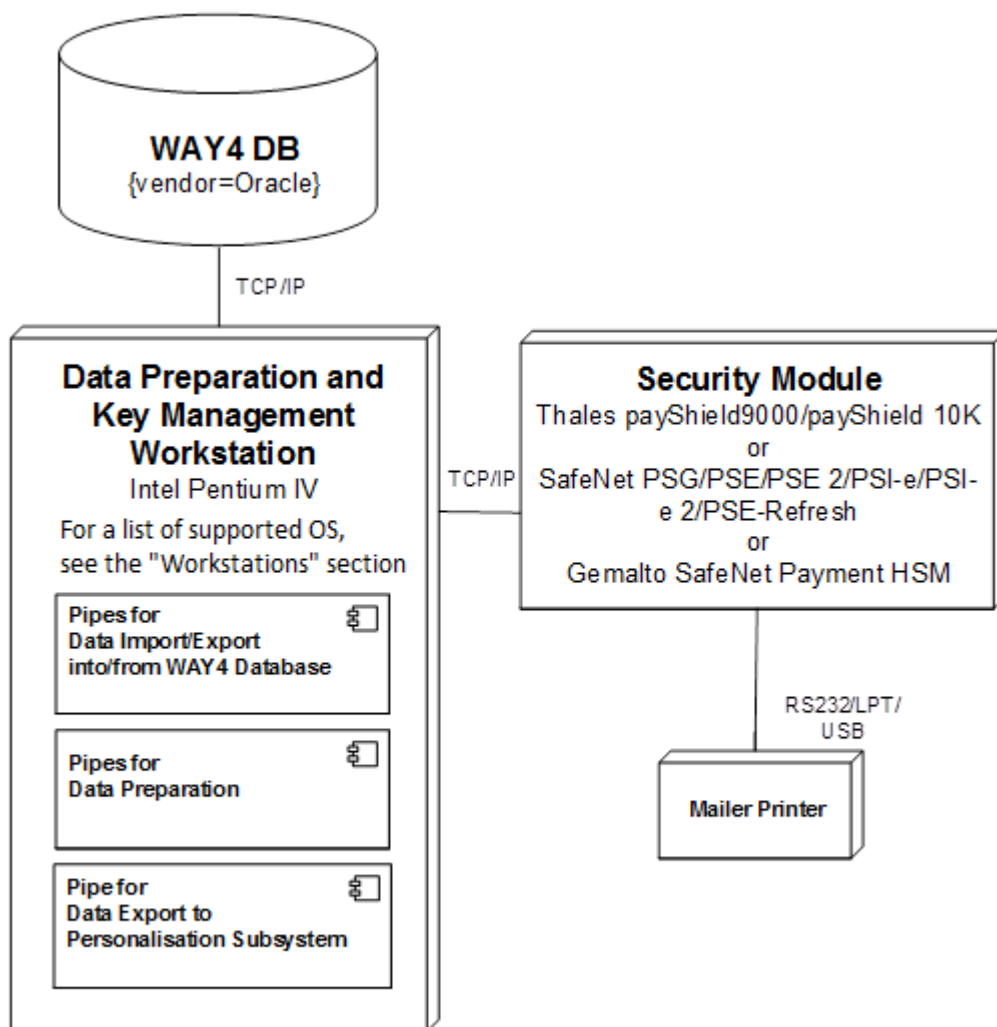 WAY4 DB
{vendor=Oracle}
TCP/IP
Data Preparation and
Key Management
Workstation
Intel Pentium IV
For a list of supported OS,
see the "Workstations" section
Pipes for
Data Import/Export
into/from WAY4 Database
Pipes for
Data Preparation
Pipe for
Data Export to
Personalisation Subsystem
TCP/IP
Security Module
Thales payShield9000/payShield 10K
or
SafeNet PSG/PSE/PSE 2/PSI-e/PSI-
e 2/PSE-Refresh
or
Gemalto SafeNet Payment HSM
RS232/LPT/
USB
Mailer Printer